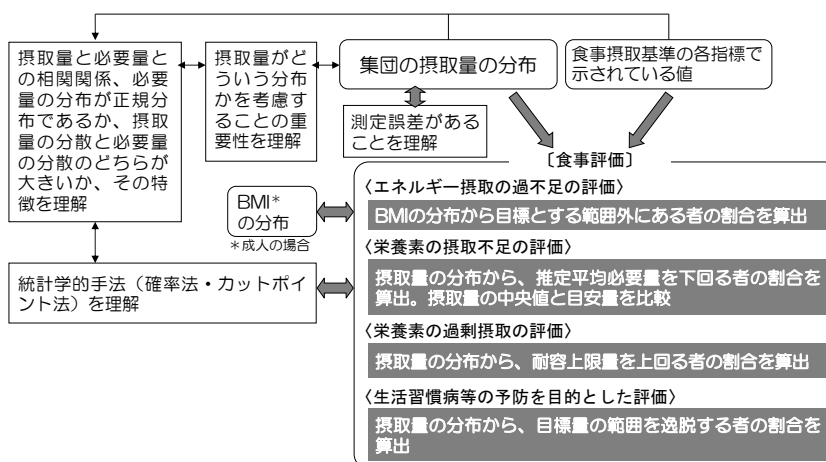 摂取量と必要量と
の相関関係、必要
量の分布が正規分
布であるか、摂取
量の分散と必要量
の分散のどちらが
大きいか、その特
徴を理解
摂取量がど
ういう分布
かを考慮す
ることの重
要性を理解
集団の摂取量の分布
食事摂取基準の各指標で
示されている値
測定誤差がある
ことを理解
〔食事評価〕
〈エネルギー摂取の過不足の評価〉
BMI*
の分布
*成人の場合
BMIの分布から目標とする範囲外にある者の割合を算出
〈栄養素の摂取不足の評価〉
統計学的手法（確率法・カットポイ
ント法）を理解
摂取量の分布から、推定平均必要量を下回る者の割合を
算出。摂取量の中央値と目安量を比較
〈栄養素の過剰摂取の評価〉
摂取量の分布から、耐容上限量を上回る者の割合を算出
〈生活習慣病等の予防を目的とした評価〉
摂取量の分布から、目標量の範囲を逸脱する者の割合を
算出